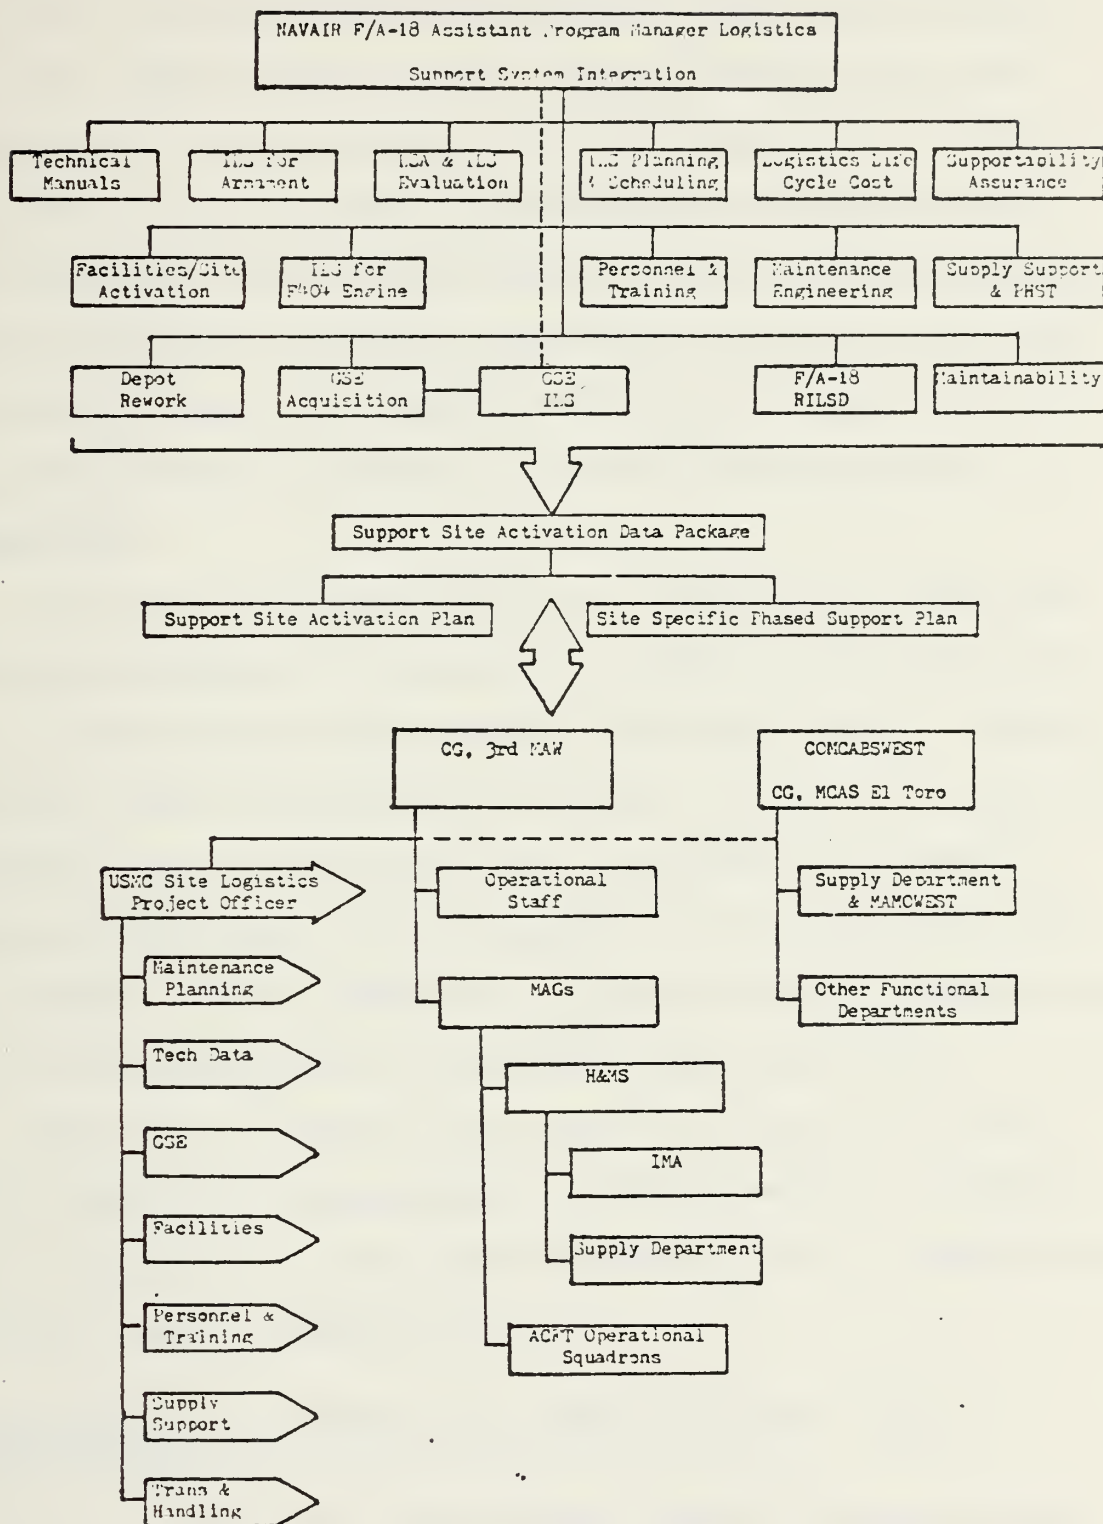 NAVAIR F/A-18 Assistant Program Manager Logistics
Support System Integration
Technical
Manuals
ILS for
Armament
LSA & ILS
Evaluation
ILS Planning
& Scheduling
Logistics Life
Cycle Cost
Supportability
Assurance
Facilities/Site
Activation
ILS for
F404 Engine
Personnel &
Training
Maintenance
Engineering
Supply Support
& PHST
Depot
Rework
GSE
Acquisition
GSE
ILS
F/A-18
RILSD
Maintainability
Support Site Activation Data Package
Support Site Activation Plan
Site Specific Phased Support Plan
CG, 3rd MAW
COMCABSWEST
CG, MCAS El Toro
USMC Site Logistics
Project Officer
Operational
Staff
Supply Department
& MAMOWEST
Maintenance
Planning
MAGs
Other Functional
Departments
Tech Data
H&MS
GSE
IMA
Facilities
Supply Department
Personnel &
Training
ACFT Operational
Squadrons
Supply
Support
Trans &
Handling